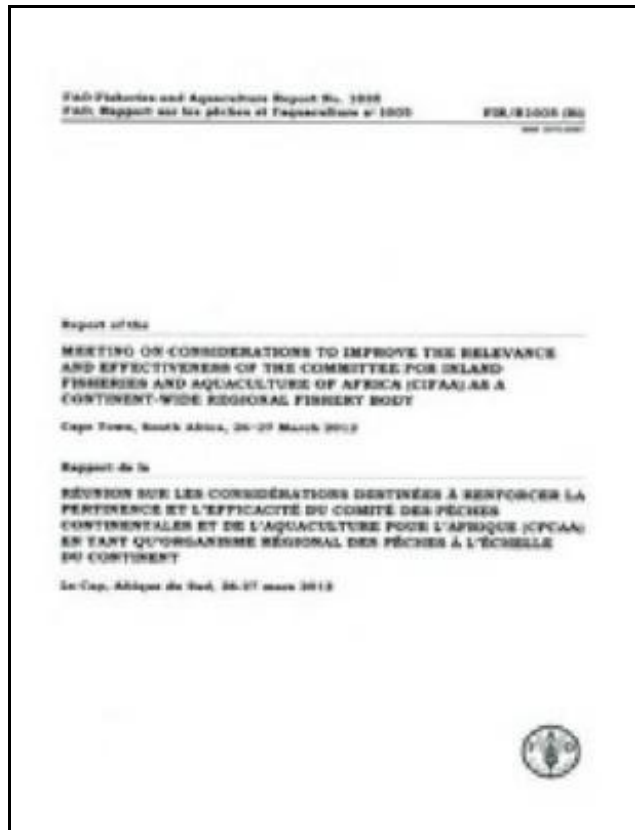 FAO Fisheries and Aquaculture Report No.
FAO, Rapport sur les pêches et l'aquaculture nº
Report of the
MEETING ON CONSIDERATIONS TO IMPROVE THE RELEVANCE
AND EFFECTIVENESS OF THE COMMITTEE FOR INLAND
FISHERIES AND AQUACULTURE OF AFRICA (CIFAA) AS A
CONTINENT-WIDE REGIONAL FISHERY BODY
Cape Town, South Africa, 26–27 March 2012
Rapport de la
RÉUNION SUR LES CONSIDÉRATIONS DESTINÉES À RENFORCER LA
PERTINENCE ET L'EFFICACITÉ DU COMITÉ DES PÊCHES
CONTINENTALES ET DE L'AQUACULTURE POUR L'AFRIQUE (CPCAA)
EN TANT QU'ORGANISME RÉGIONAL DES PÊCHES À L'ÉCHELLE
DU CONTINENT
Le Cap, Afrique du Sud, 26-27 mars 2012